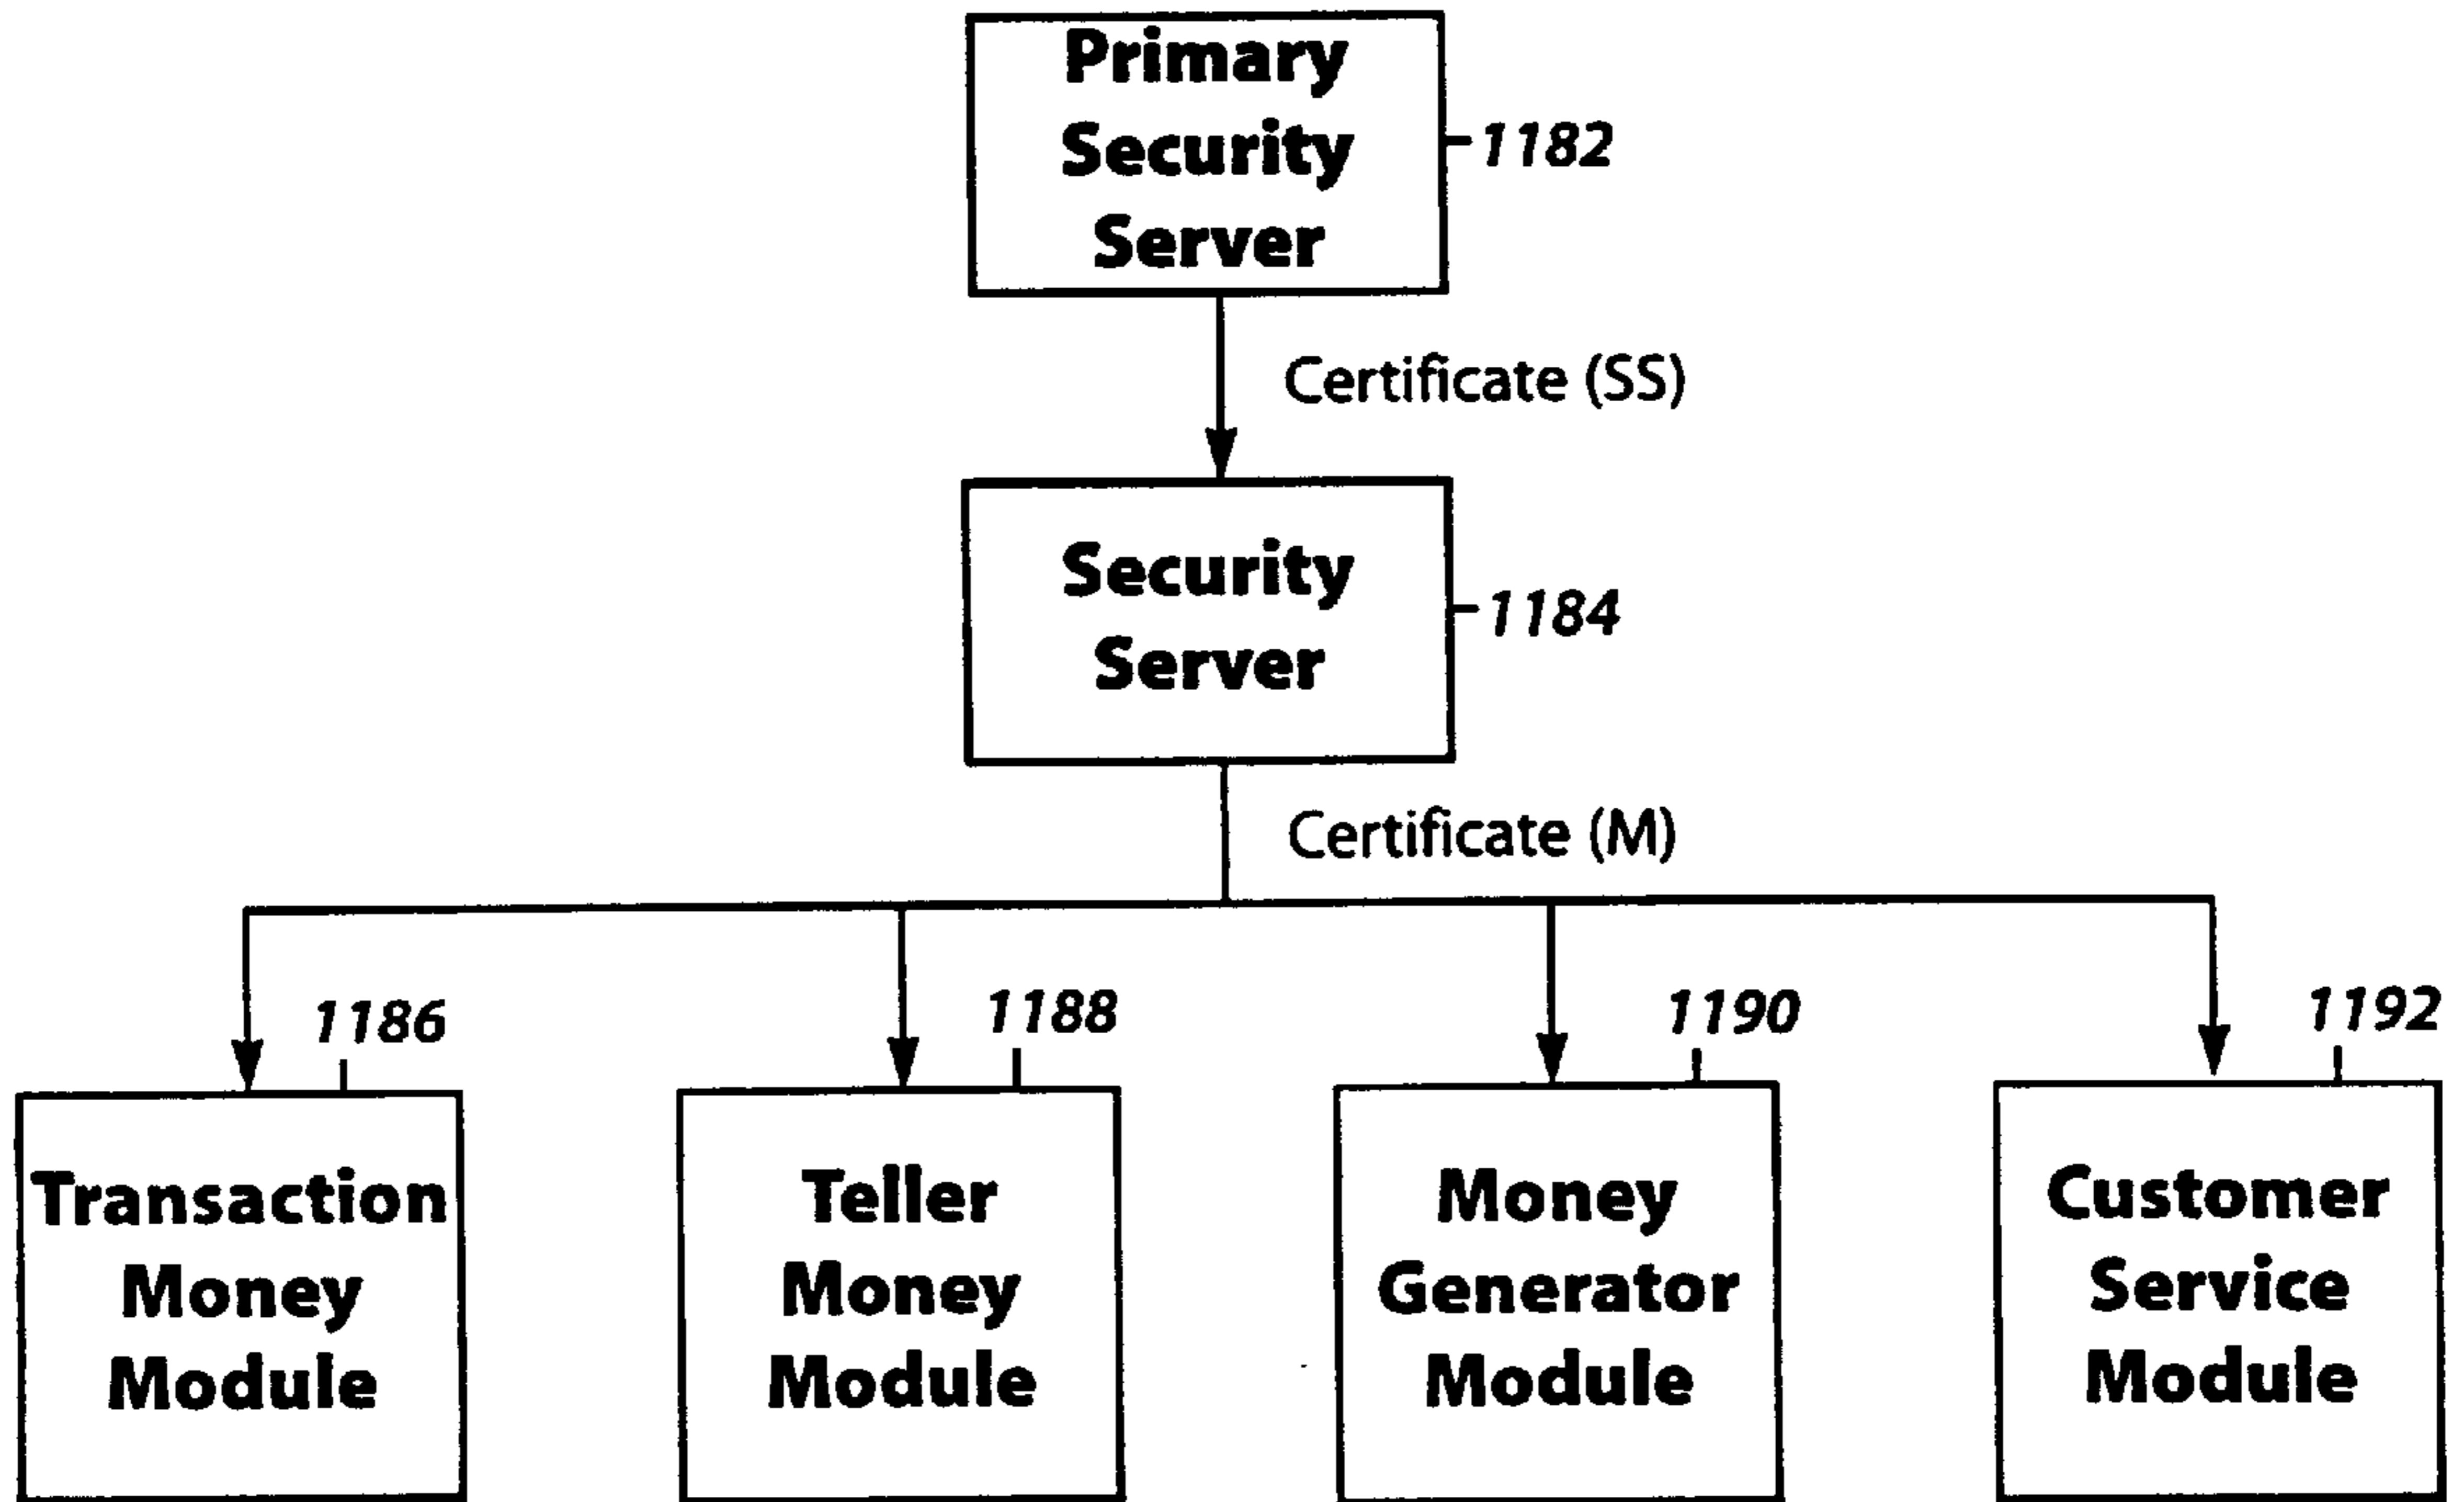 Primary
Security
Server
1182
Certificate (SS)
Security
Server
1184
Certificate (M)
1186
1188
1190
1192
Transaction
Money
Module
Teller
Money
Module
Money
Generator
Module
Customer
Service
Module